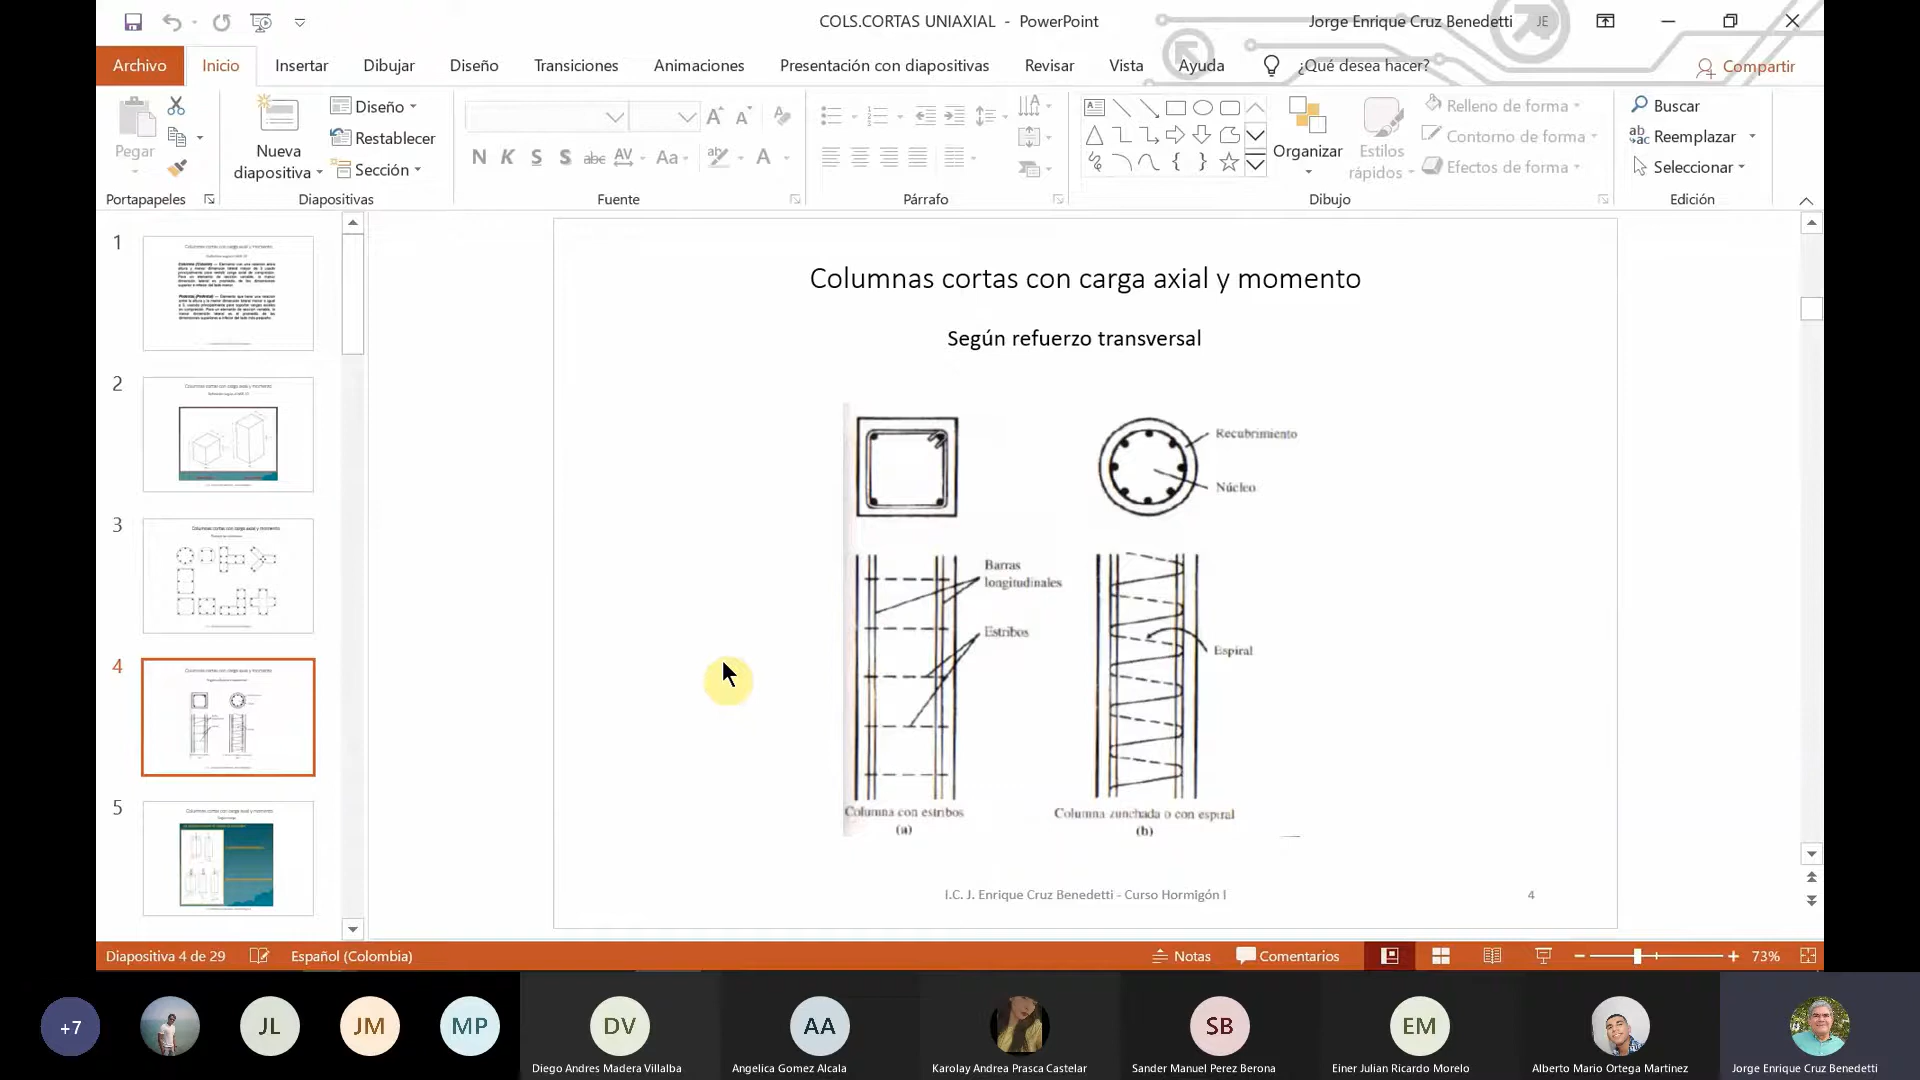 COLS.CORTAS UNIAXIAL - PowerPoint
Jorge Enrique Cruz Benedetti
JE
Archivo
Inicio
Insertar
Dibujar
Diseño
Transiciones
Animaciones
Presentación con diapositivas
Revisar
Vista
Ayuda
¿Qué desea hacer?
Compartir
Pegar
Nueva
diapositiva
Diseño
Restablecer
Sección
N K S S abc AV Aa A
Organizar
Estilos
rápidos
Relleno de forma
Contorno de forma
Efectos de forma
Buscar
Reemplazar
Seleccionar
Portapapeles
Diapositivas
Fuente
Párrafo
Dibujo
Edición
1
2
3
4
5
Columnas cortas con carga axial y momento
Según refuerzo transversal
Recubrimiento
Núcleo
Barras
longitudinales
Estribos
Espiral
Columna con estribos
(a)
Columna zunchada o con espiral
(b)
I.C. J. Enrique Cruz Benedetti - Curso Hormigón I
4
Diapositiva 4 de 29
Español (Colombia)
Notas
Comentarios
73%
+7
JL
JM
MP
DV
AA
SB
EM
Diego Andres Madera Villalba
Angelica Gomez Alcala
Karolay Andrea Prasca Castelar
Sander Manuel Perez Berona
Einer Julian Ricardo Morelo
Alberto Mario Ortega Martinez
Jorge Enrique Cruz Benedetti